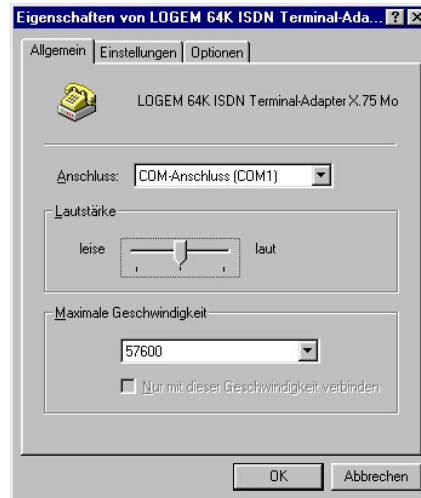 Eigenschaften von LOGEM 64K ISDN Terminal-Ada...
Allgemein Einstellungen Optionen
LOGEM 64K ISDN Terminal-Adapter X.75 Mo
Anschluss: COM-Anschluss (COM1)
Lautstärke
leise laut
Maximale Geschwindigkeit
57600
Nur mit dieser Geschwindigkeit verbinden
OK Abbrechen